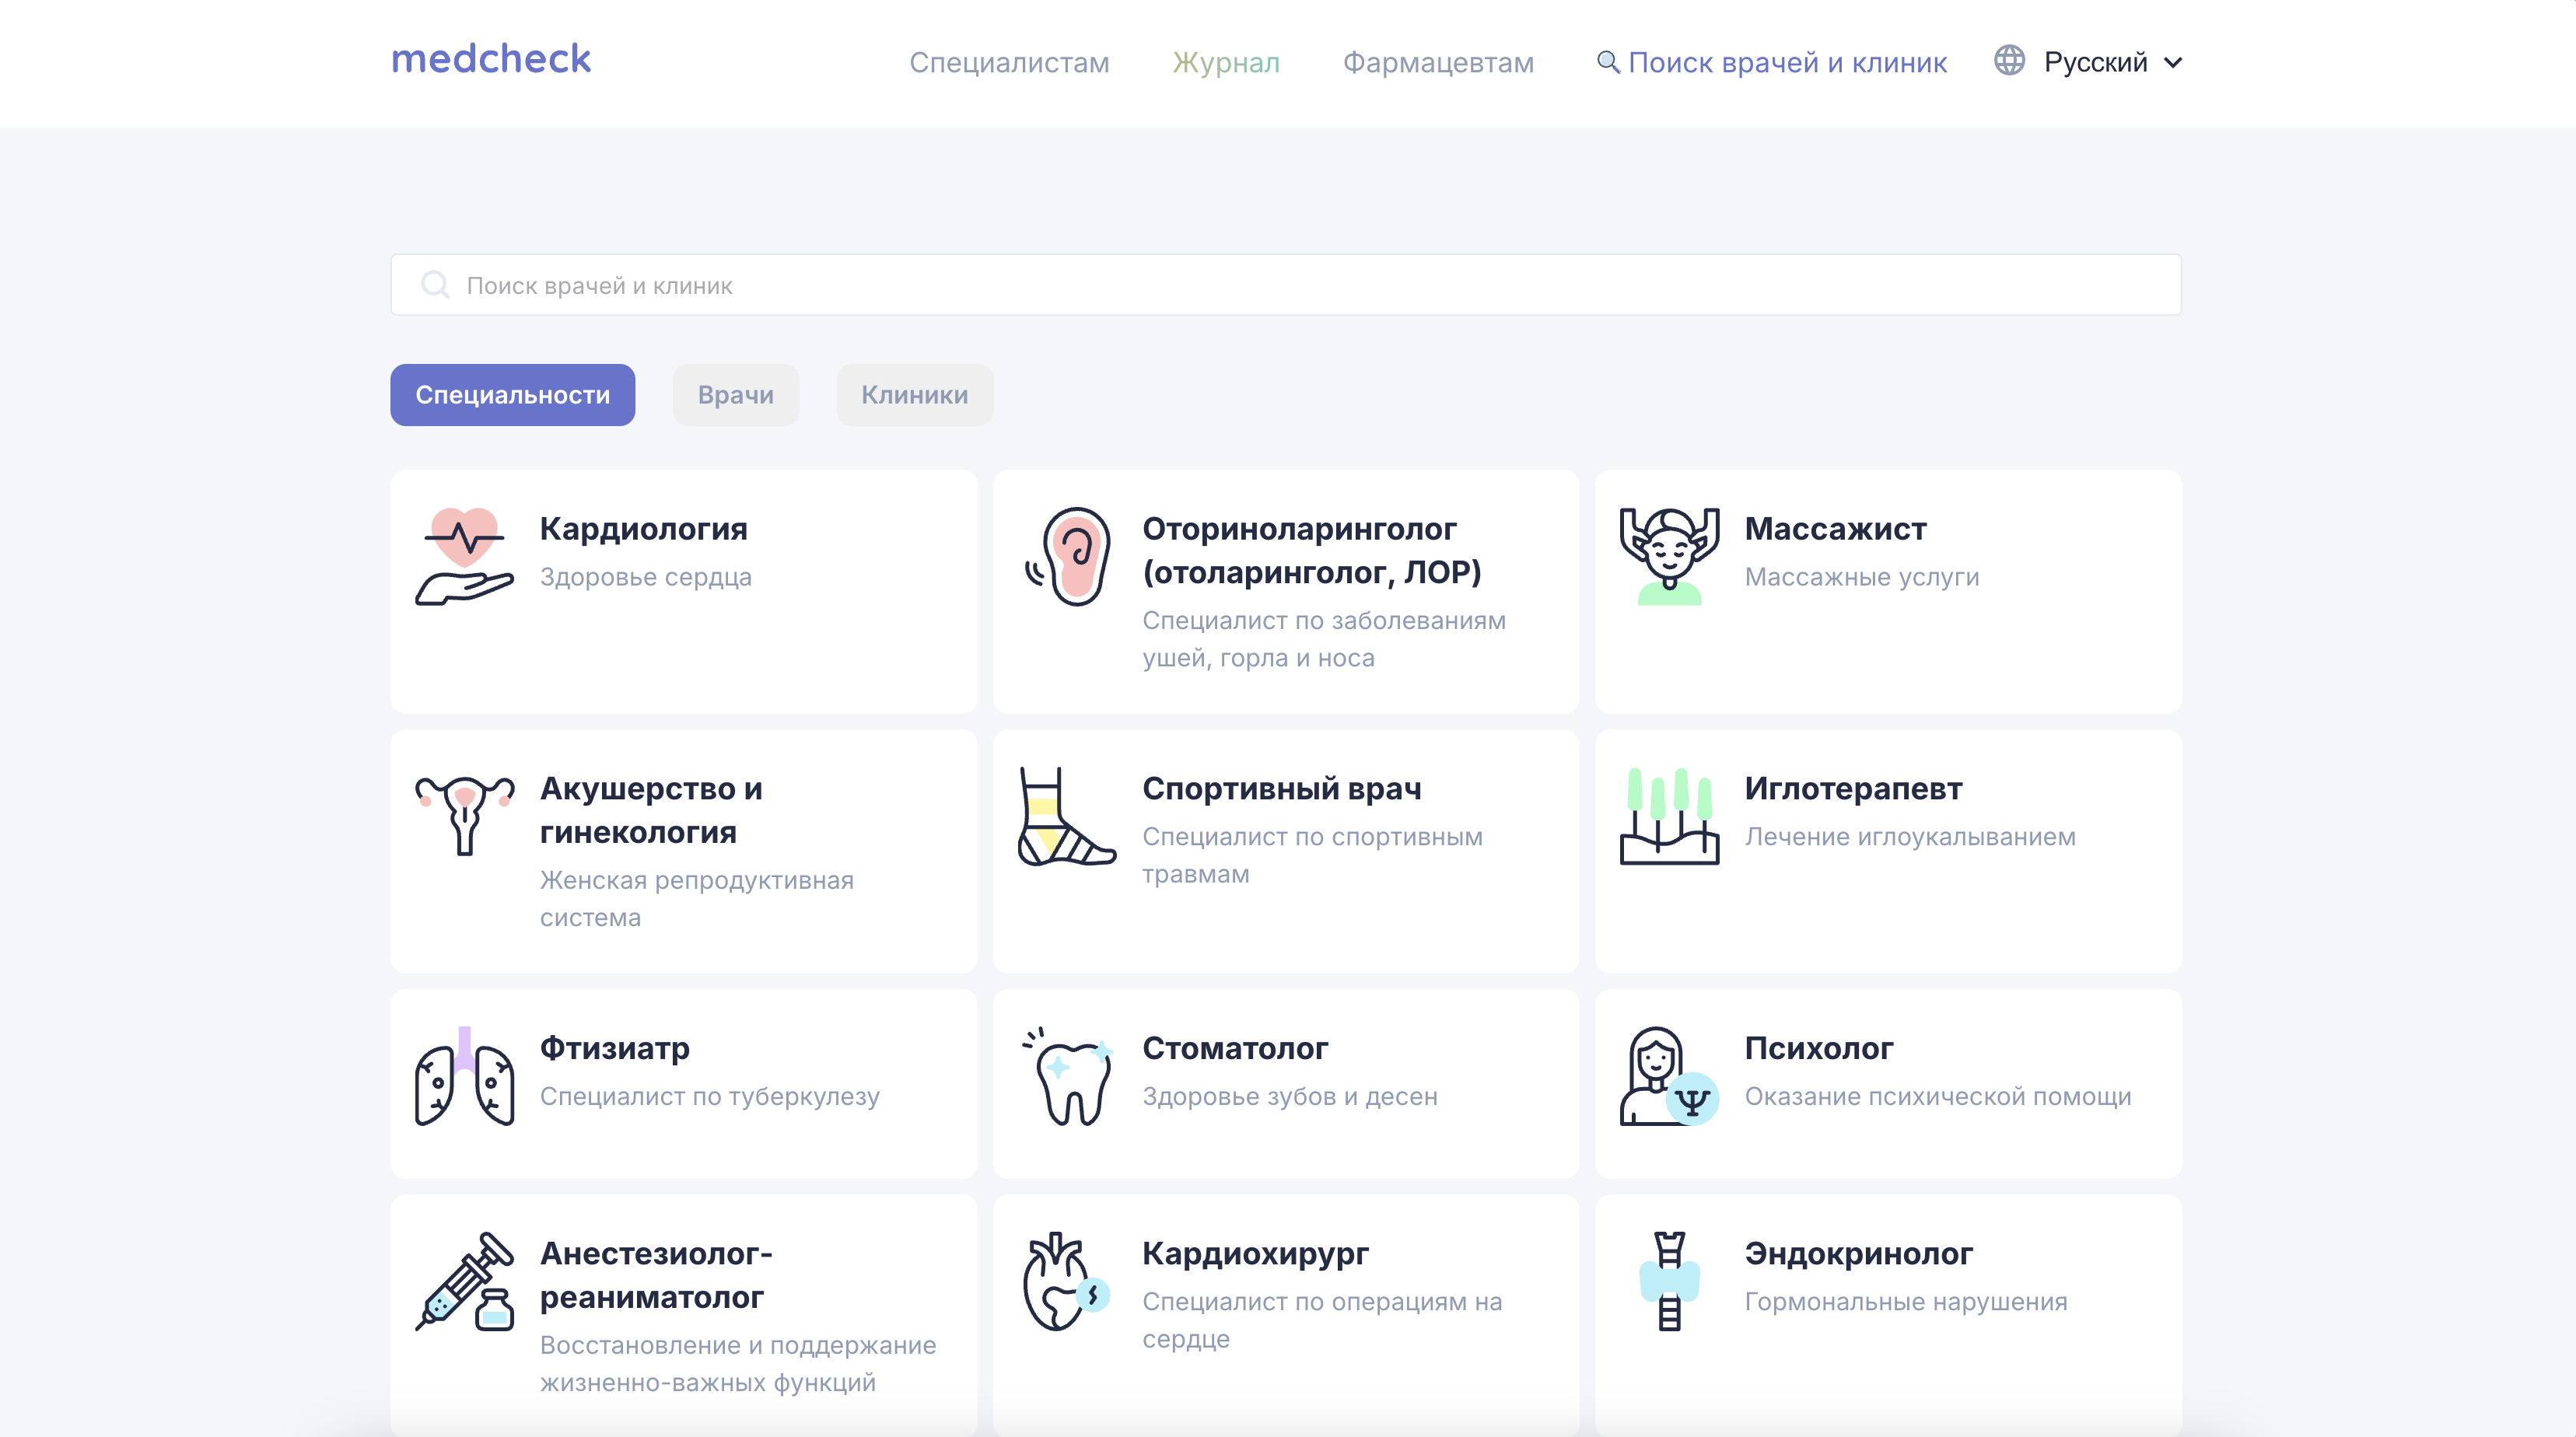 medcheck
Специалистам
Журнал
Фармацевтам
Поиск врачей и клиник
Русский
Поиск врачей и клиник
Специальности
Врачи
Клиники
Кардиология
Здоровье сердца
Оториноларинголог
(отоларинголог, ЛОР)
Специалист по заболеваниям
ушей, горла и носа
Массажист
Массажные услуги
Акушерство и
гинекология
Женская репродуктивная
система
Спортивный врач
Специалист по спортивным
травмам
Иглотерапевт
Лечение иглоукалыванием
Фтизиатр
Специалист по туберкулезу
Стоматолог
Здоровье зубов и десен
Психолог
Оказание психической помощи
Анестезиолог-
реаниматолог
Восстановление и поддержание
жизненно-важных функций
Кардиохирург
Специалист по операциям на
сердце
Эндокринолог
Гормональные нарушения